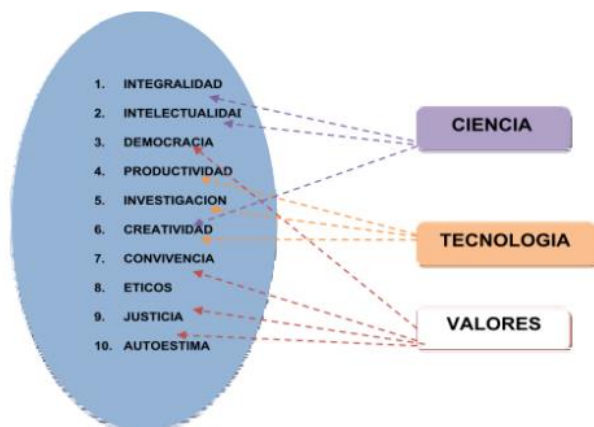 1. INTEGRALIDAD
2. INTELECTUALIDAD
3. DEMOCRACIA
4. PRODUCTIVIDAD
5. INVESTIGACION
6. CREATIVIDAD
7. CONVIVENCIA
8. ETICOS
9. JUSTICIA
10. AUTOESTIMA
CIENCIA
TECNOLOGIA
VALORES